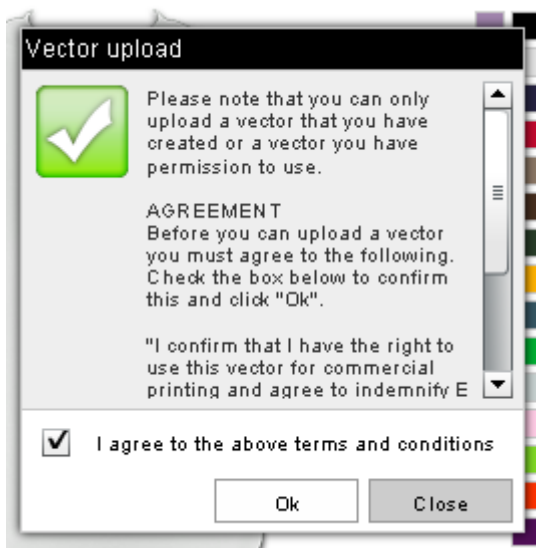 Vector upload
Please note that you can only
upload a vector that you have
created or a vector you have
permission to use.
AGREEMENT
Before you can upload a vector
you must agree to the following.
Check the box below to confirm
this and click "Ok".
"I confirm that I have the right to
use this vector for commercial
printing and agree to indemnify E
I agree to the above terms and conditions
Ok
Close